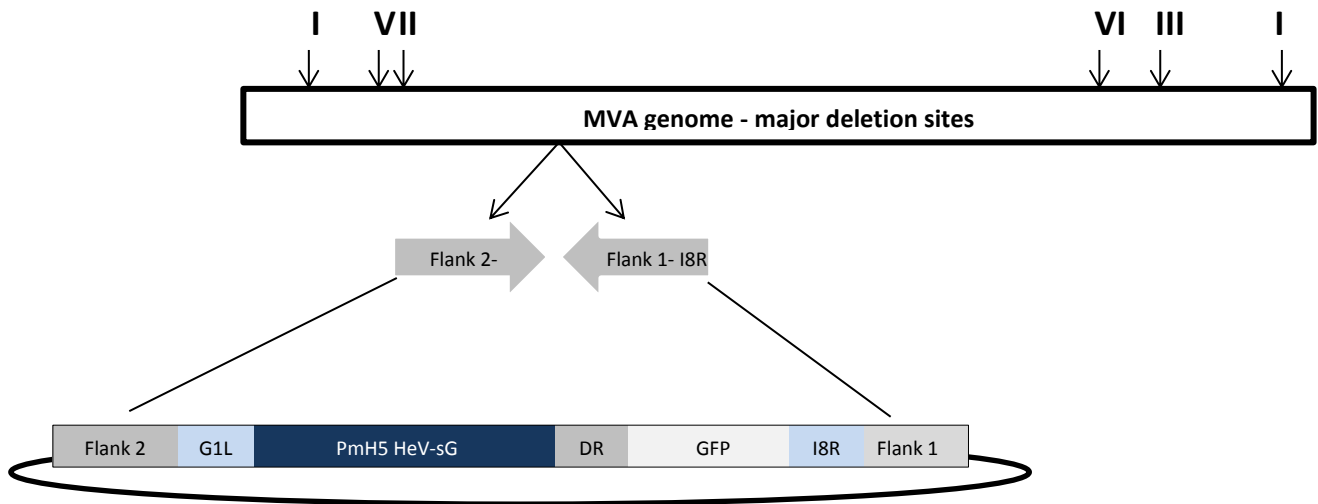 I V II VI III I
MVA genome - major deletion sites
Flank 2- Flank 1- I8R
Flank 2 G1L PmH5 HeV-sG DR GFP I8R Flank 1